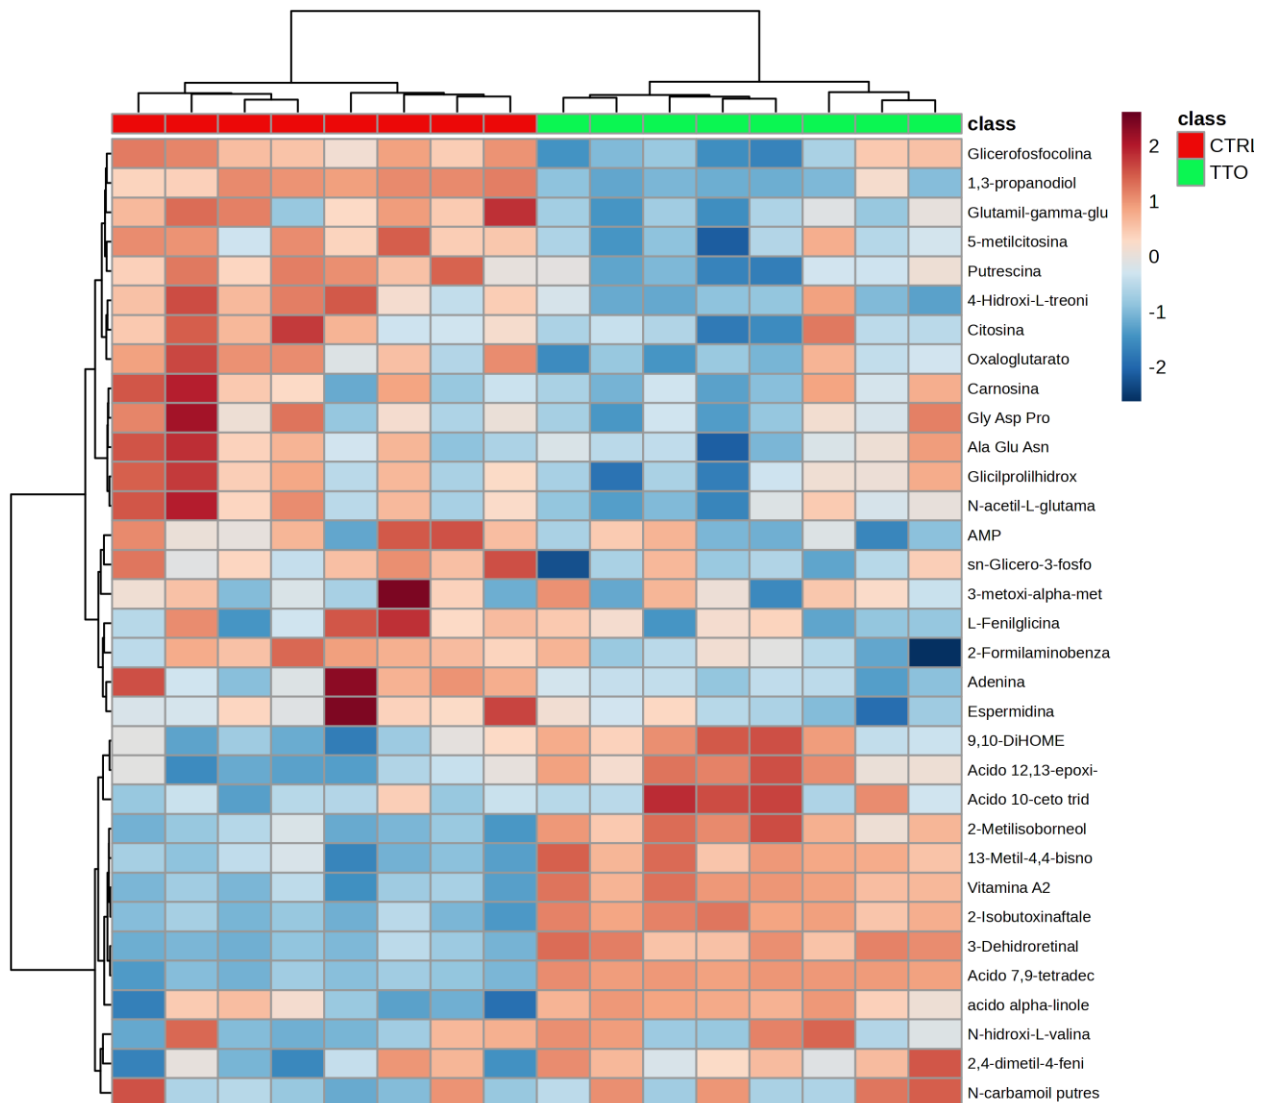 class
Glicerofosfocolina
1,3-propanodiol
Glutamil-gamma-glu
5-metilcitosina
Putrescina
4-Hidroxi-L-treoni
Citosina
Oxaloglutarato
Carnosina
Gly Asp Pro
Ala Glu Asn
Glicilprolilhidrox
N-acetil-L-glutama
AMP
sn-Glicero-3-fosfo
3-metoxi-alpha-met
L-Fenilglicina
2-Formilaminobenza
Adenina
Espermidina
9,10-DiHOME
Acido 12,13-epoxi-
Acido 10-ceto trid
2-Metilisoborneol
13-Metil-4,4-bisno
Vitamina A2
2-Isobutoxinaftale
3-Dehidroretinal
Acido 7,9-tetradec
acido alpha-linole
N-hidroxi-L-valina
2,4-dimetil-4-feni
N-carbamoil putres
2
1
0
-1
-2
class
CTRL
TTO